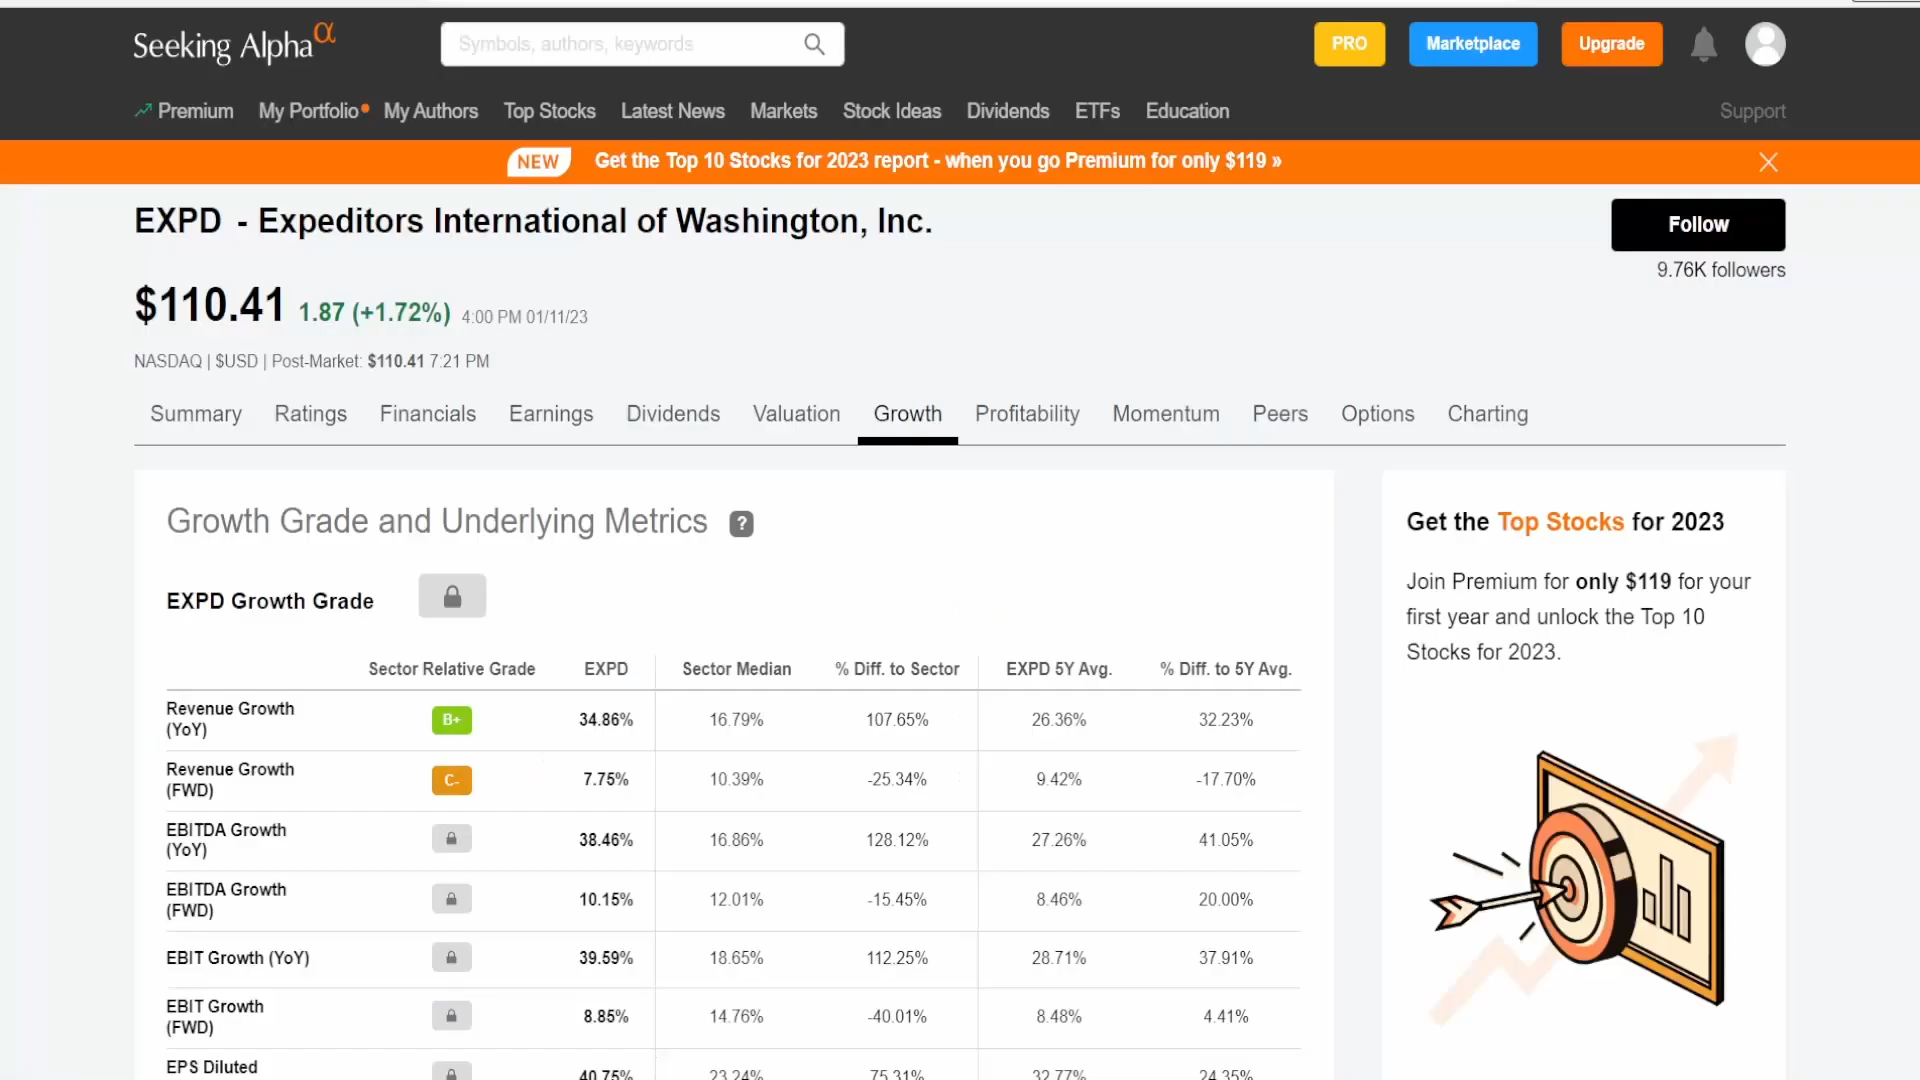 Seeking Alpha α
Symbols, authors, keywords
PRO
Marketplace
Upgrade
Premium My Portfolio My Authors Top Stocks Latest News Markets Stock Ideas Dividends ETFs Education Support
NEW Get the Top 10 Stocks for 2023 report - when you go Premium for only $119 »
EXPD - Expeditors International of Washington, Inc.
Follow
9.76K followers
$110.41 1.87 (+1.72%) 4:00 PM 01/11/23
NASDAQ | $USD | Post-Market: $110.41 7:21 PM
Summary Ratings Financials Earnings Dividends Valuation Growth Profitability Momentum Peers Options Charting
Growth Grade and Underlying Metrics ?
EXPD Growth Grade
Sector Relative Grade EXPD Sector Median % Diff. to Sector EXPD 5Y Avg. % Diff. to 5Y Avg.
Revenue Growth
(YoY) B+ 34.86% 16.79% 107.65% 26.36% 32.23%
Revenue Growth
(FWD) C- 7.75% 10.39% -25.34% 9.42% -17.70%
EBITDA Growth
(YoY) 38.46% 16.86% 128.12% 27.26% 41.05%
EBITDA Growth
(FWD) 10.15% 12.01% -15.45% 8.46% 20.00%
EBIT Growth (YoY) 39.59% 18.65% 112.25% 28.71% 37.91%
EBIT Growth
(FWD) 8.85% 14.76% -40.01% 8.48% 4.41%
EPS Diluted 40.75% 23.24% 75.31% 32.77% 24.35%
Get the Top Stocks for 2023
Join Premium for only $119 for your
first year and unlock the Top 10
Stocks for 2023.